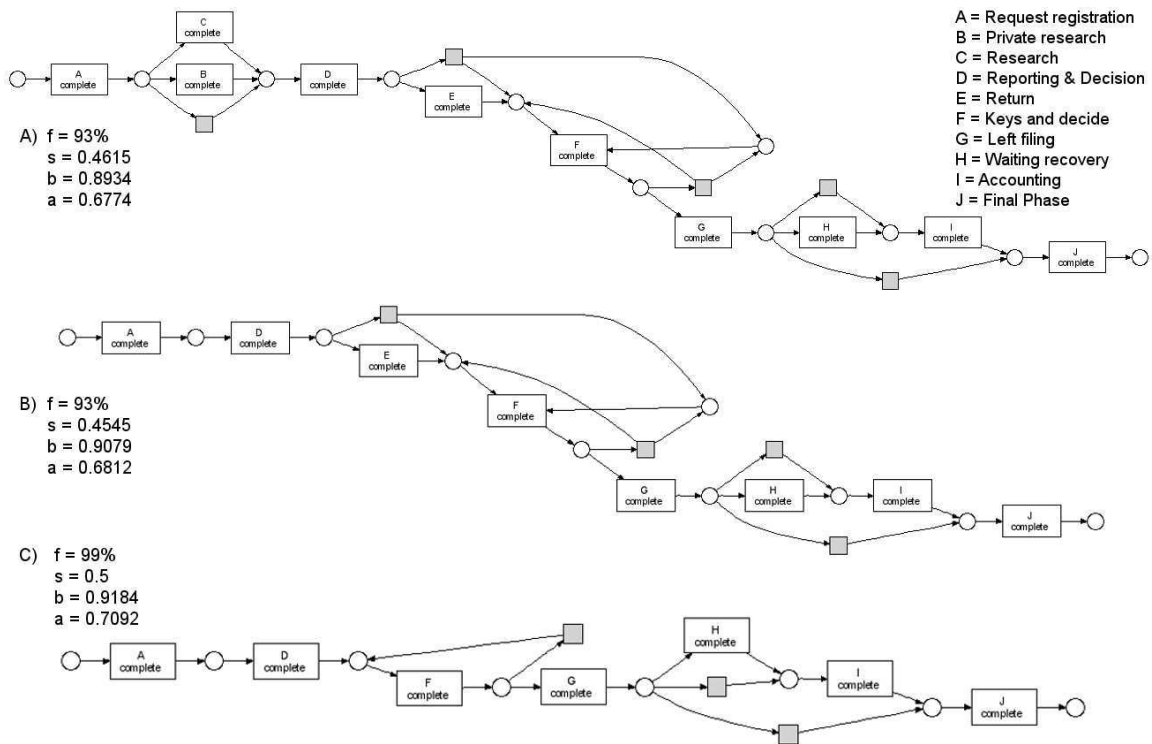 A = Request registration
B = Private research
C = Research
D = Reporting & Decision
E = Return
F = Keys and decide
G = Left filing
H = Waiting recovery
I = Accounting
J = Final Phase
C
complete
A
complete
B
complete
D
complete
E
complete
F
complete
G
complete
H
complete
I
complete
J
complete
A) f = 93%
s = 0.4615
b = 0.8934
a = 0.6774
A
complete
D
complete
E
complete
F
complete
G
complete
H
complete
I
complete
J
complete
B) f = 93%
s = 0.4545
b = 0.9079
a = 0.6812
C) f = 99%
s = 0.5
b = 0.9184
a = 0.7092
A
complete
D
complete
F
complete
G
complete
H
complete
I
complete
J
complete